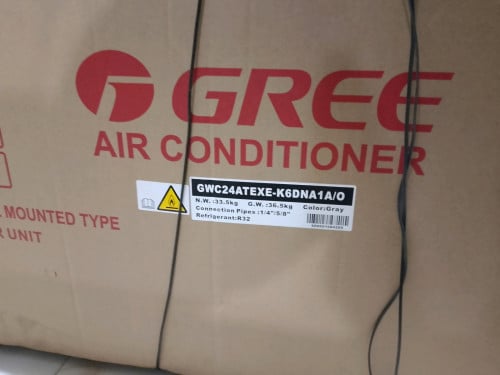 GREE
AIR CONDITIONER
GWC24ATEXE-K6DNA1A/O
N.W.:33.5kg G.W.:36.5kg Color:Gray
Connection Pipes:1/4"/5/8"
Refrigerant:R32
MOUNTED TYPE
R UNIT